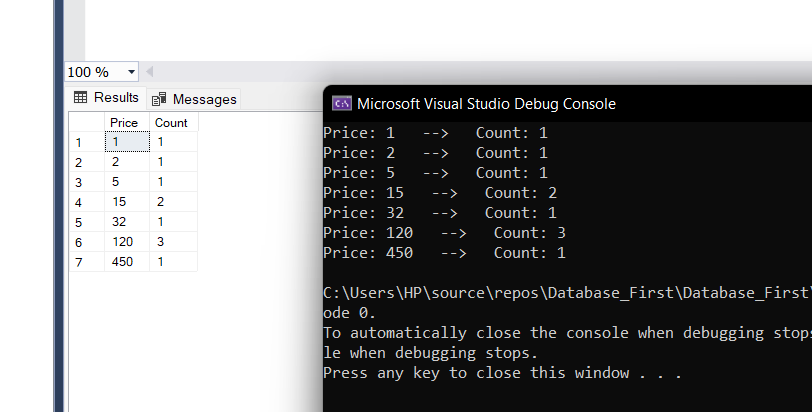 100 %
Results Messages
Price Count
1 1 1
2 2 1
3 5 1
4 15 2
5 32 1
6 120 3
7 450 1
C:\ Microsoft Visual Studio Debug Console
Price: 1   -->   Count: 1
Price: 2   -->   Count: 1
Price: 5   -->   Count: 1
Price: 15   -->   Count: 2
Price: 32   -->   Count: 1
Price: 120   -->   Count: 3
Price: 450   -->   Count: 1
C:\Users\HP\source\repos\Database_First\Database_First\
ode 0.
To automatically close the console when debugging stops
le when debugging stops.
Press any key to close this window . . .